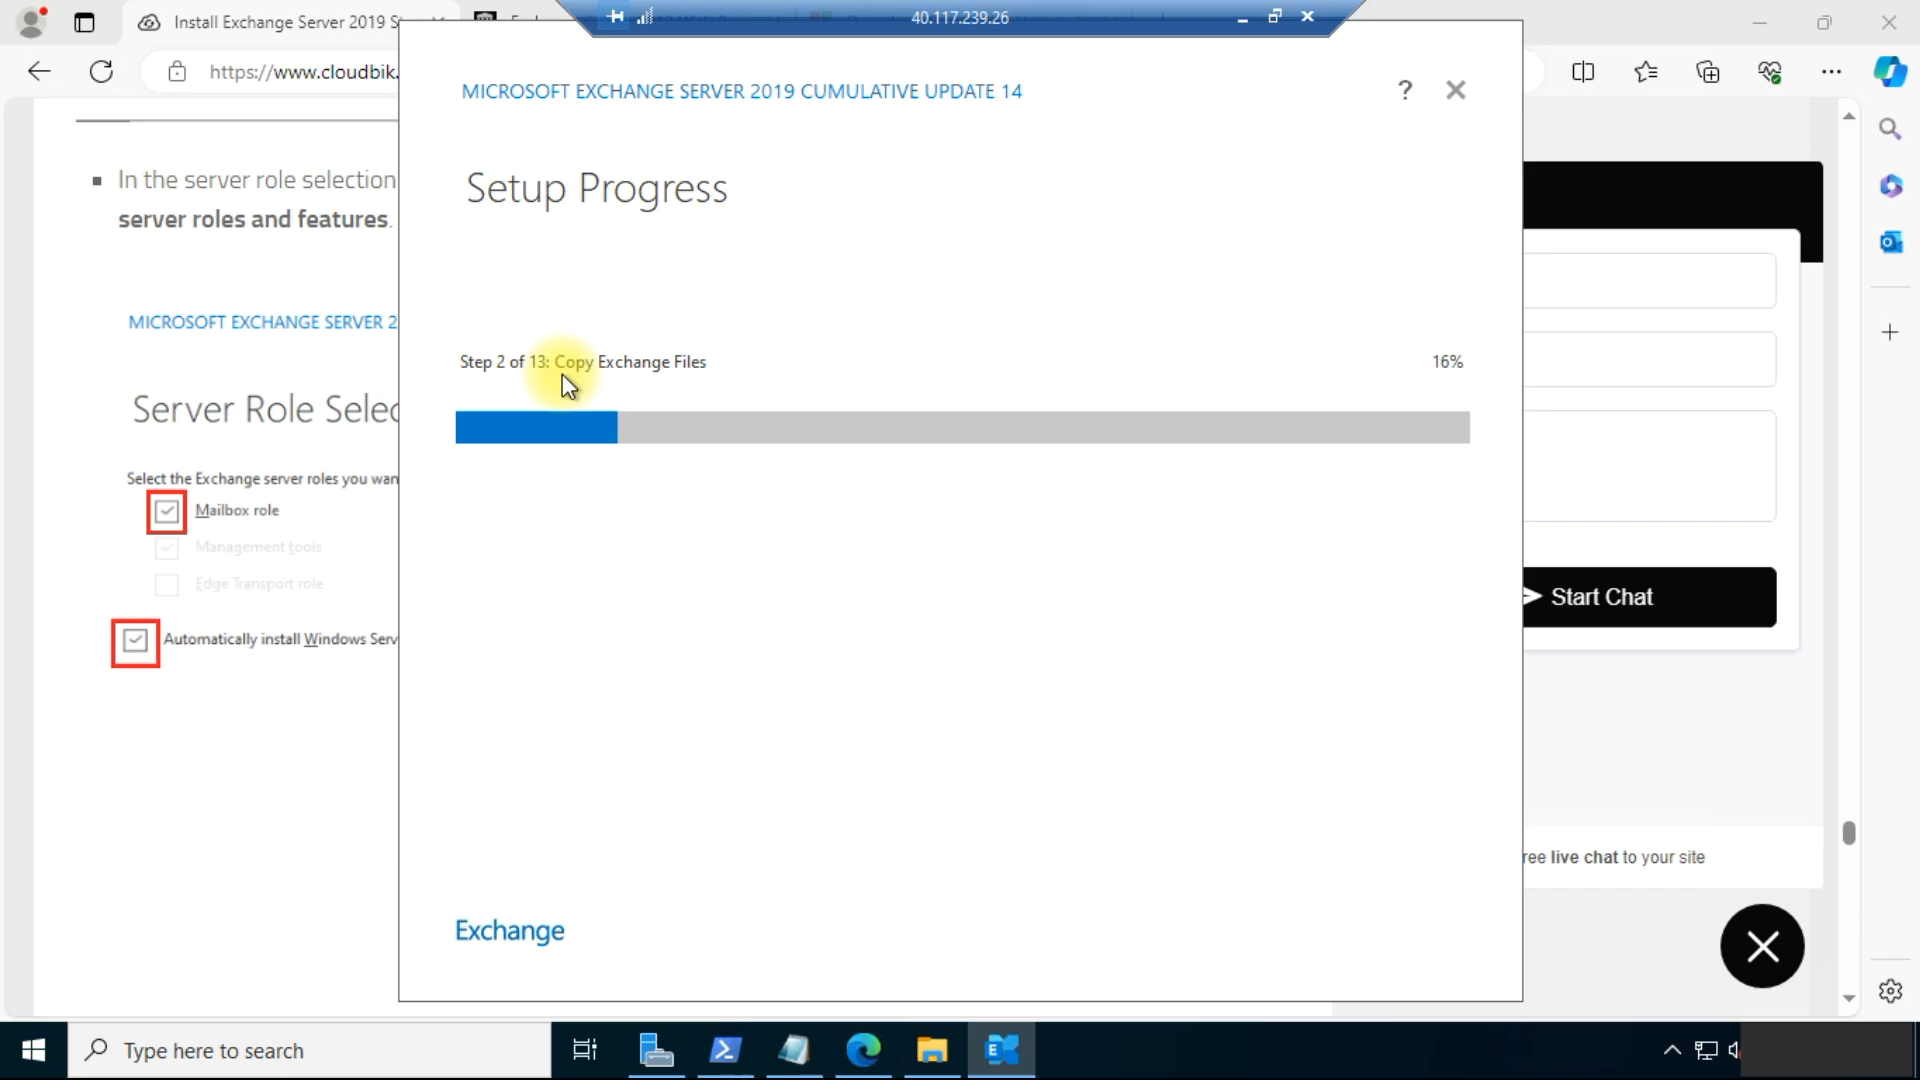 Install Exchange Server 2019 S
40.117.239.26
https://www.cloudbik.
MICROSOFT EXCHANGE SERVER 2019 CUMULATIVE UPDATE 14
?
Setup Progress
In the server role selection
server roles and features.
MICROSOFT EXCHANGE SERVER 2
Step 2 of 13: Copy Exchange Files 16%
Server Role Selec
Select the Exchange server roles you wan
Mailbox role
Management tools
Edge Transport role
Automatically install Windows Serv
Start Chat
ree live chat to your site
Exchange
Type here to search